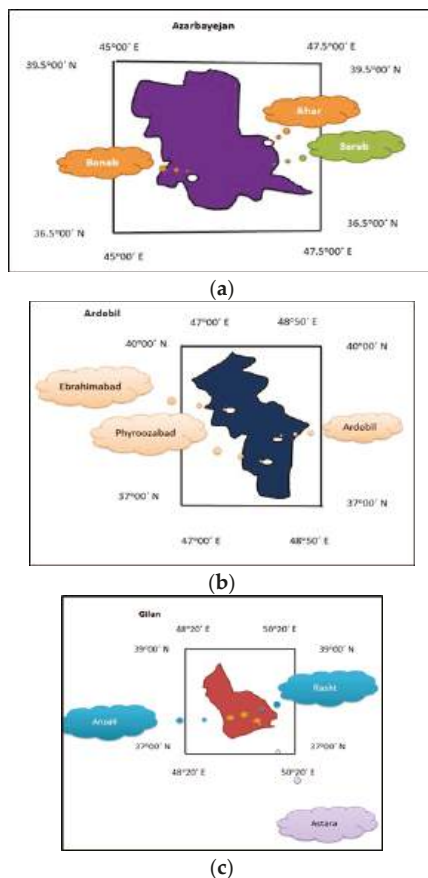 Azarbayejan
45°00′ E 47.5°00′ E
39.5°00′ N 39.5°00′ N
Ahar
Bonab
Sarab
36.5°00′ N 36.5°00′ N
45°00′ E 47.5°00′ E
(a)
Ardebil
47°00′ E 48°50′ E
40°00′ N 40°00′ N
Ebrahimabad
Phyroozabad
Ardebil
37°00′ N 37°00′ N
47°00′ E 48°50′ E
(b)
Gilan
48°20′ E 50°20′ E
39°00′ N 39°00′ N
Rasht
Anzali
37°00′ N 37°00′ N
48°20′ E 50°20′ E
Astara
(c)